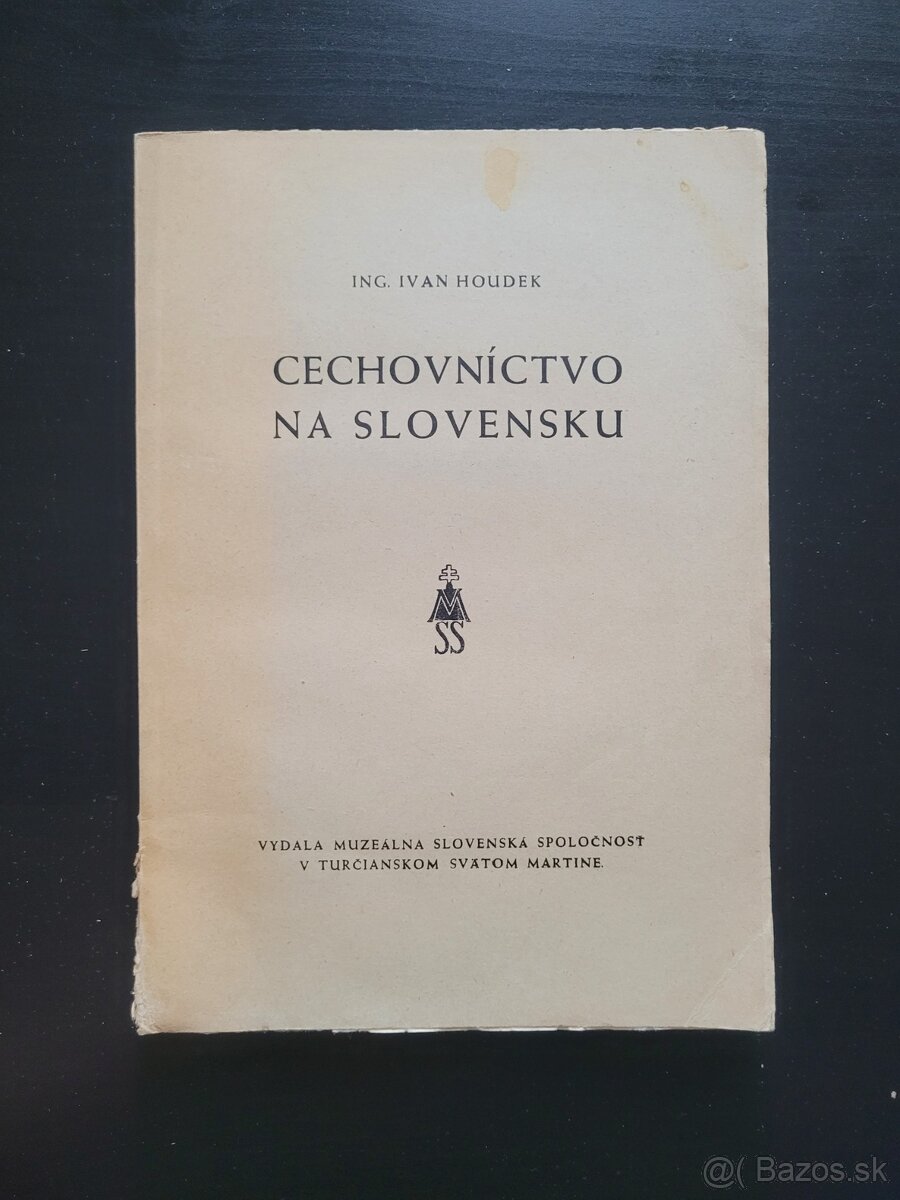 ING. IVAN HOUDEK
CECHOVNÍCTVO
NA SLOVENSKU
M
SS
VYDALA MUZEÁLNA SLOVENSKÁ SPOLOČNOSŤ
V TURČIANSKOM SVÄTOM MARTINE.
@( Bazos.sk